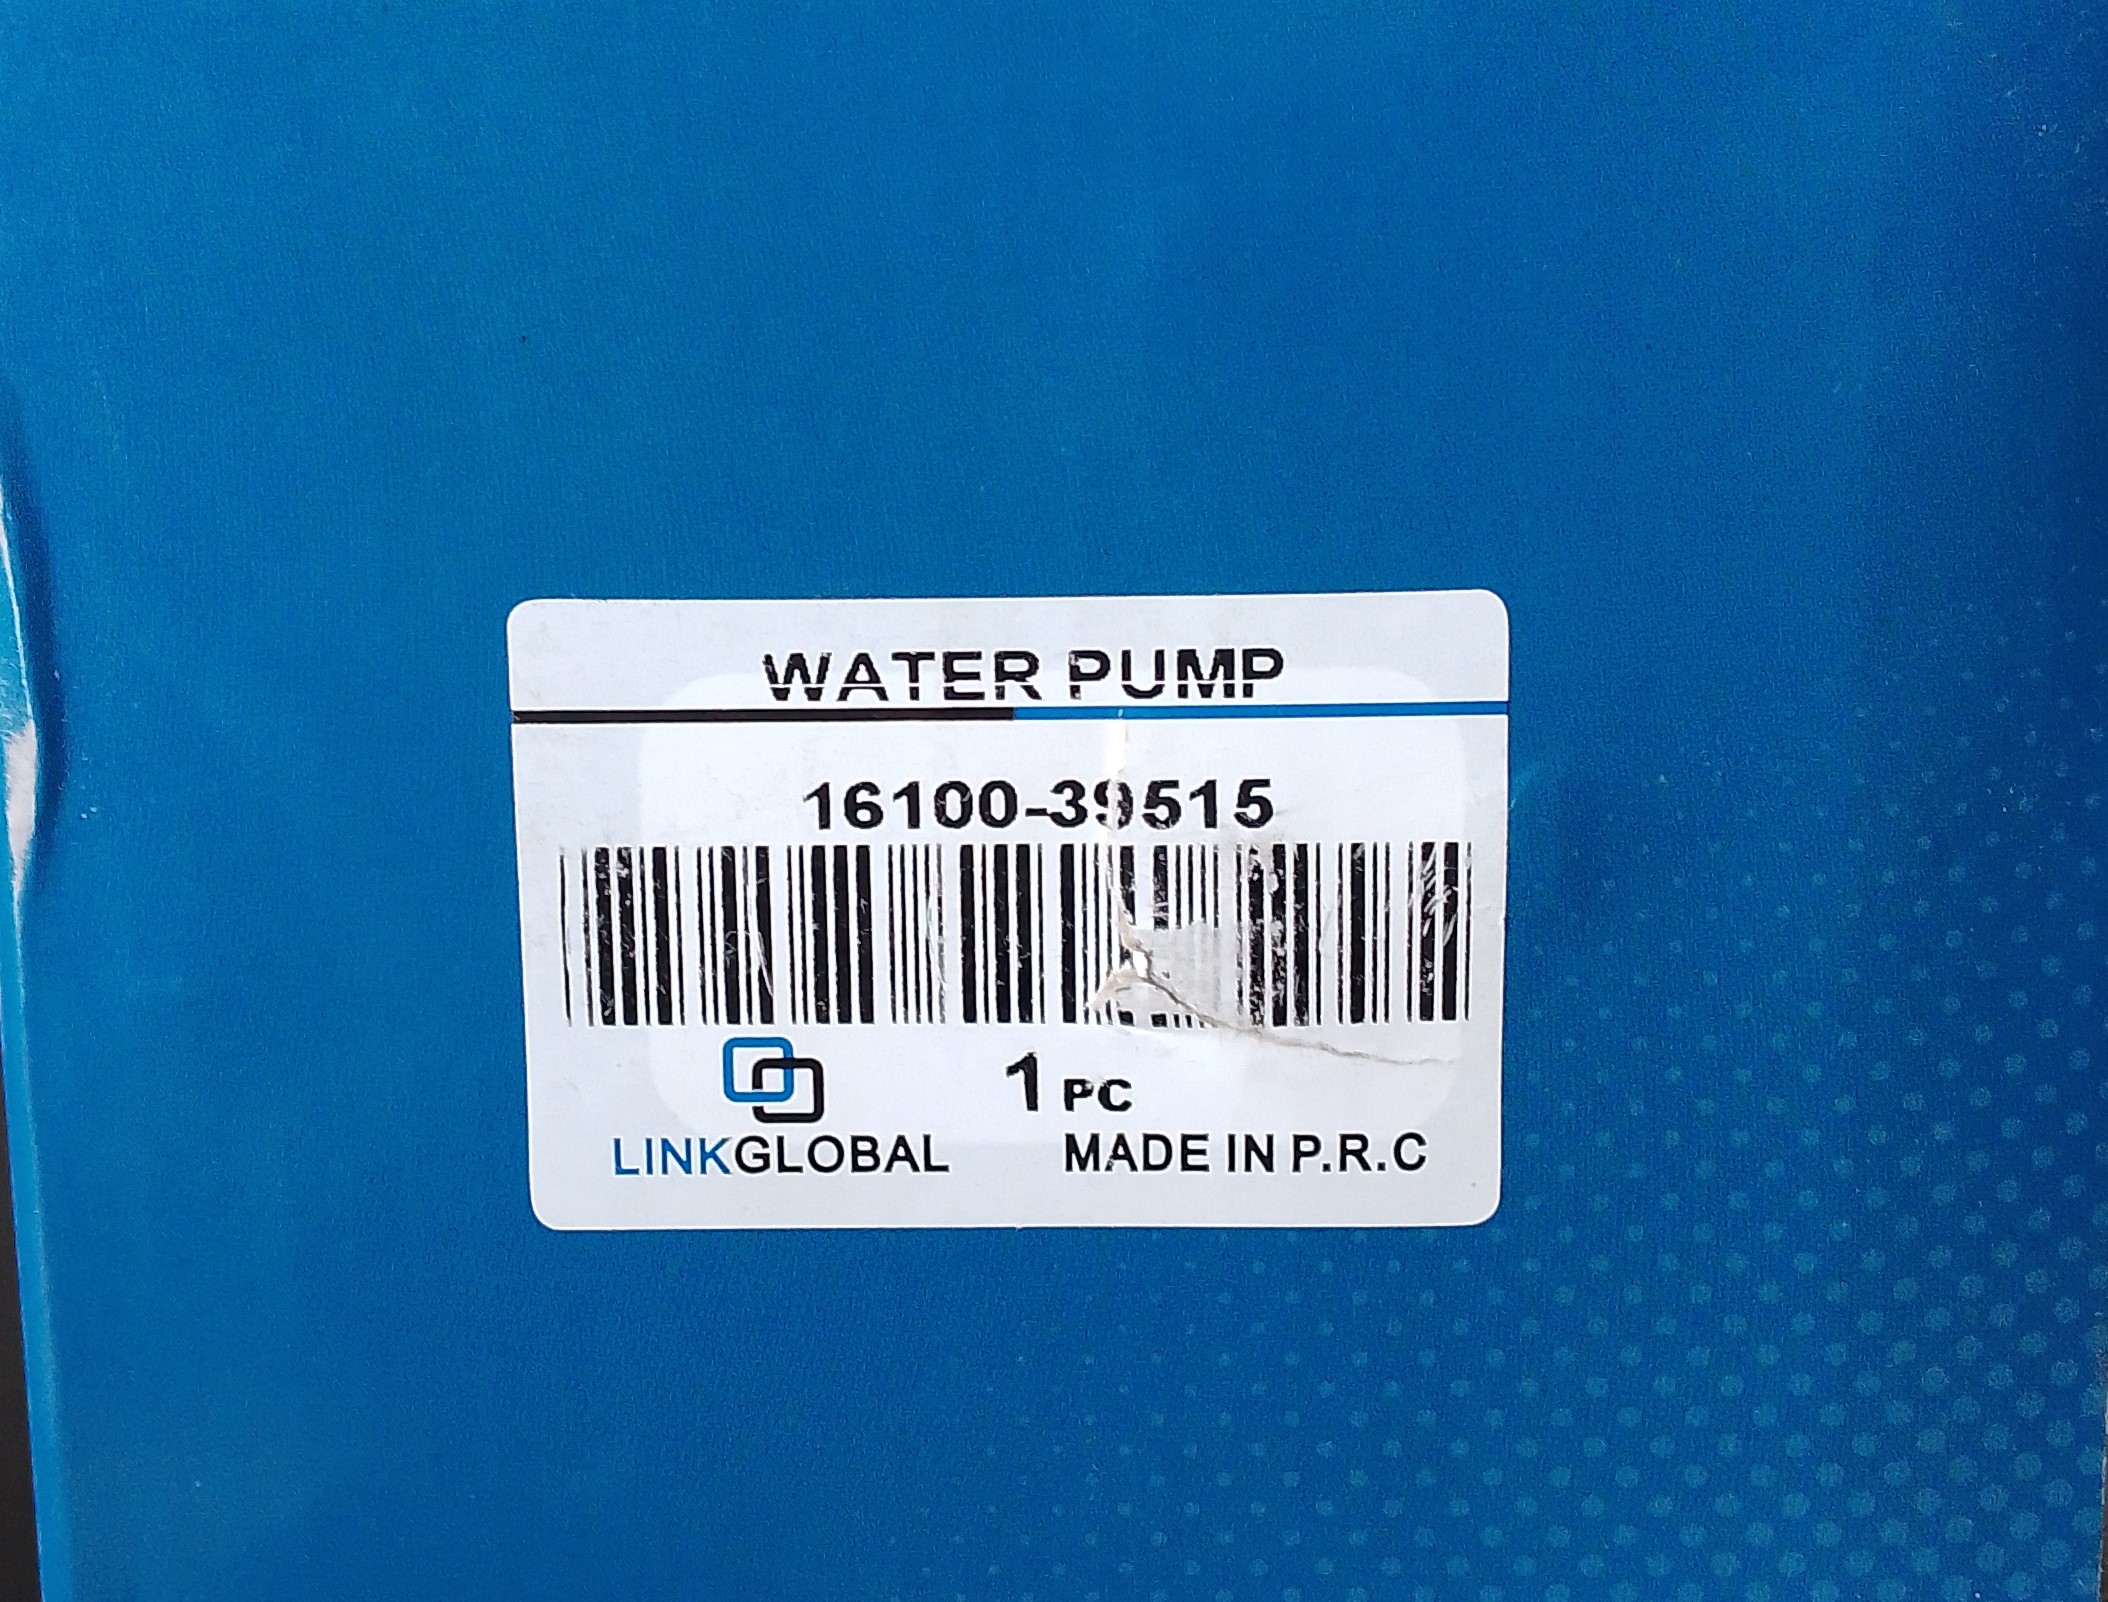 WATER PUMP
16100-39515
1 PC
LINKGLOBAL MADE IN P.R.C